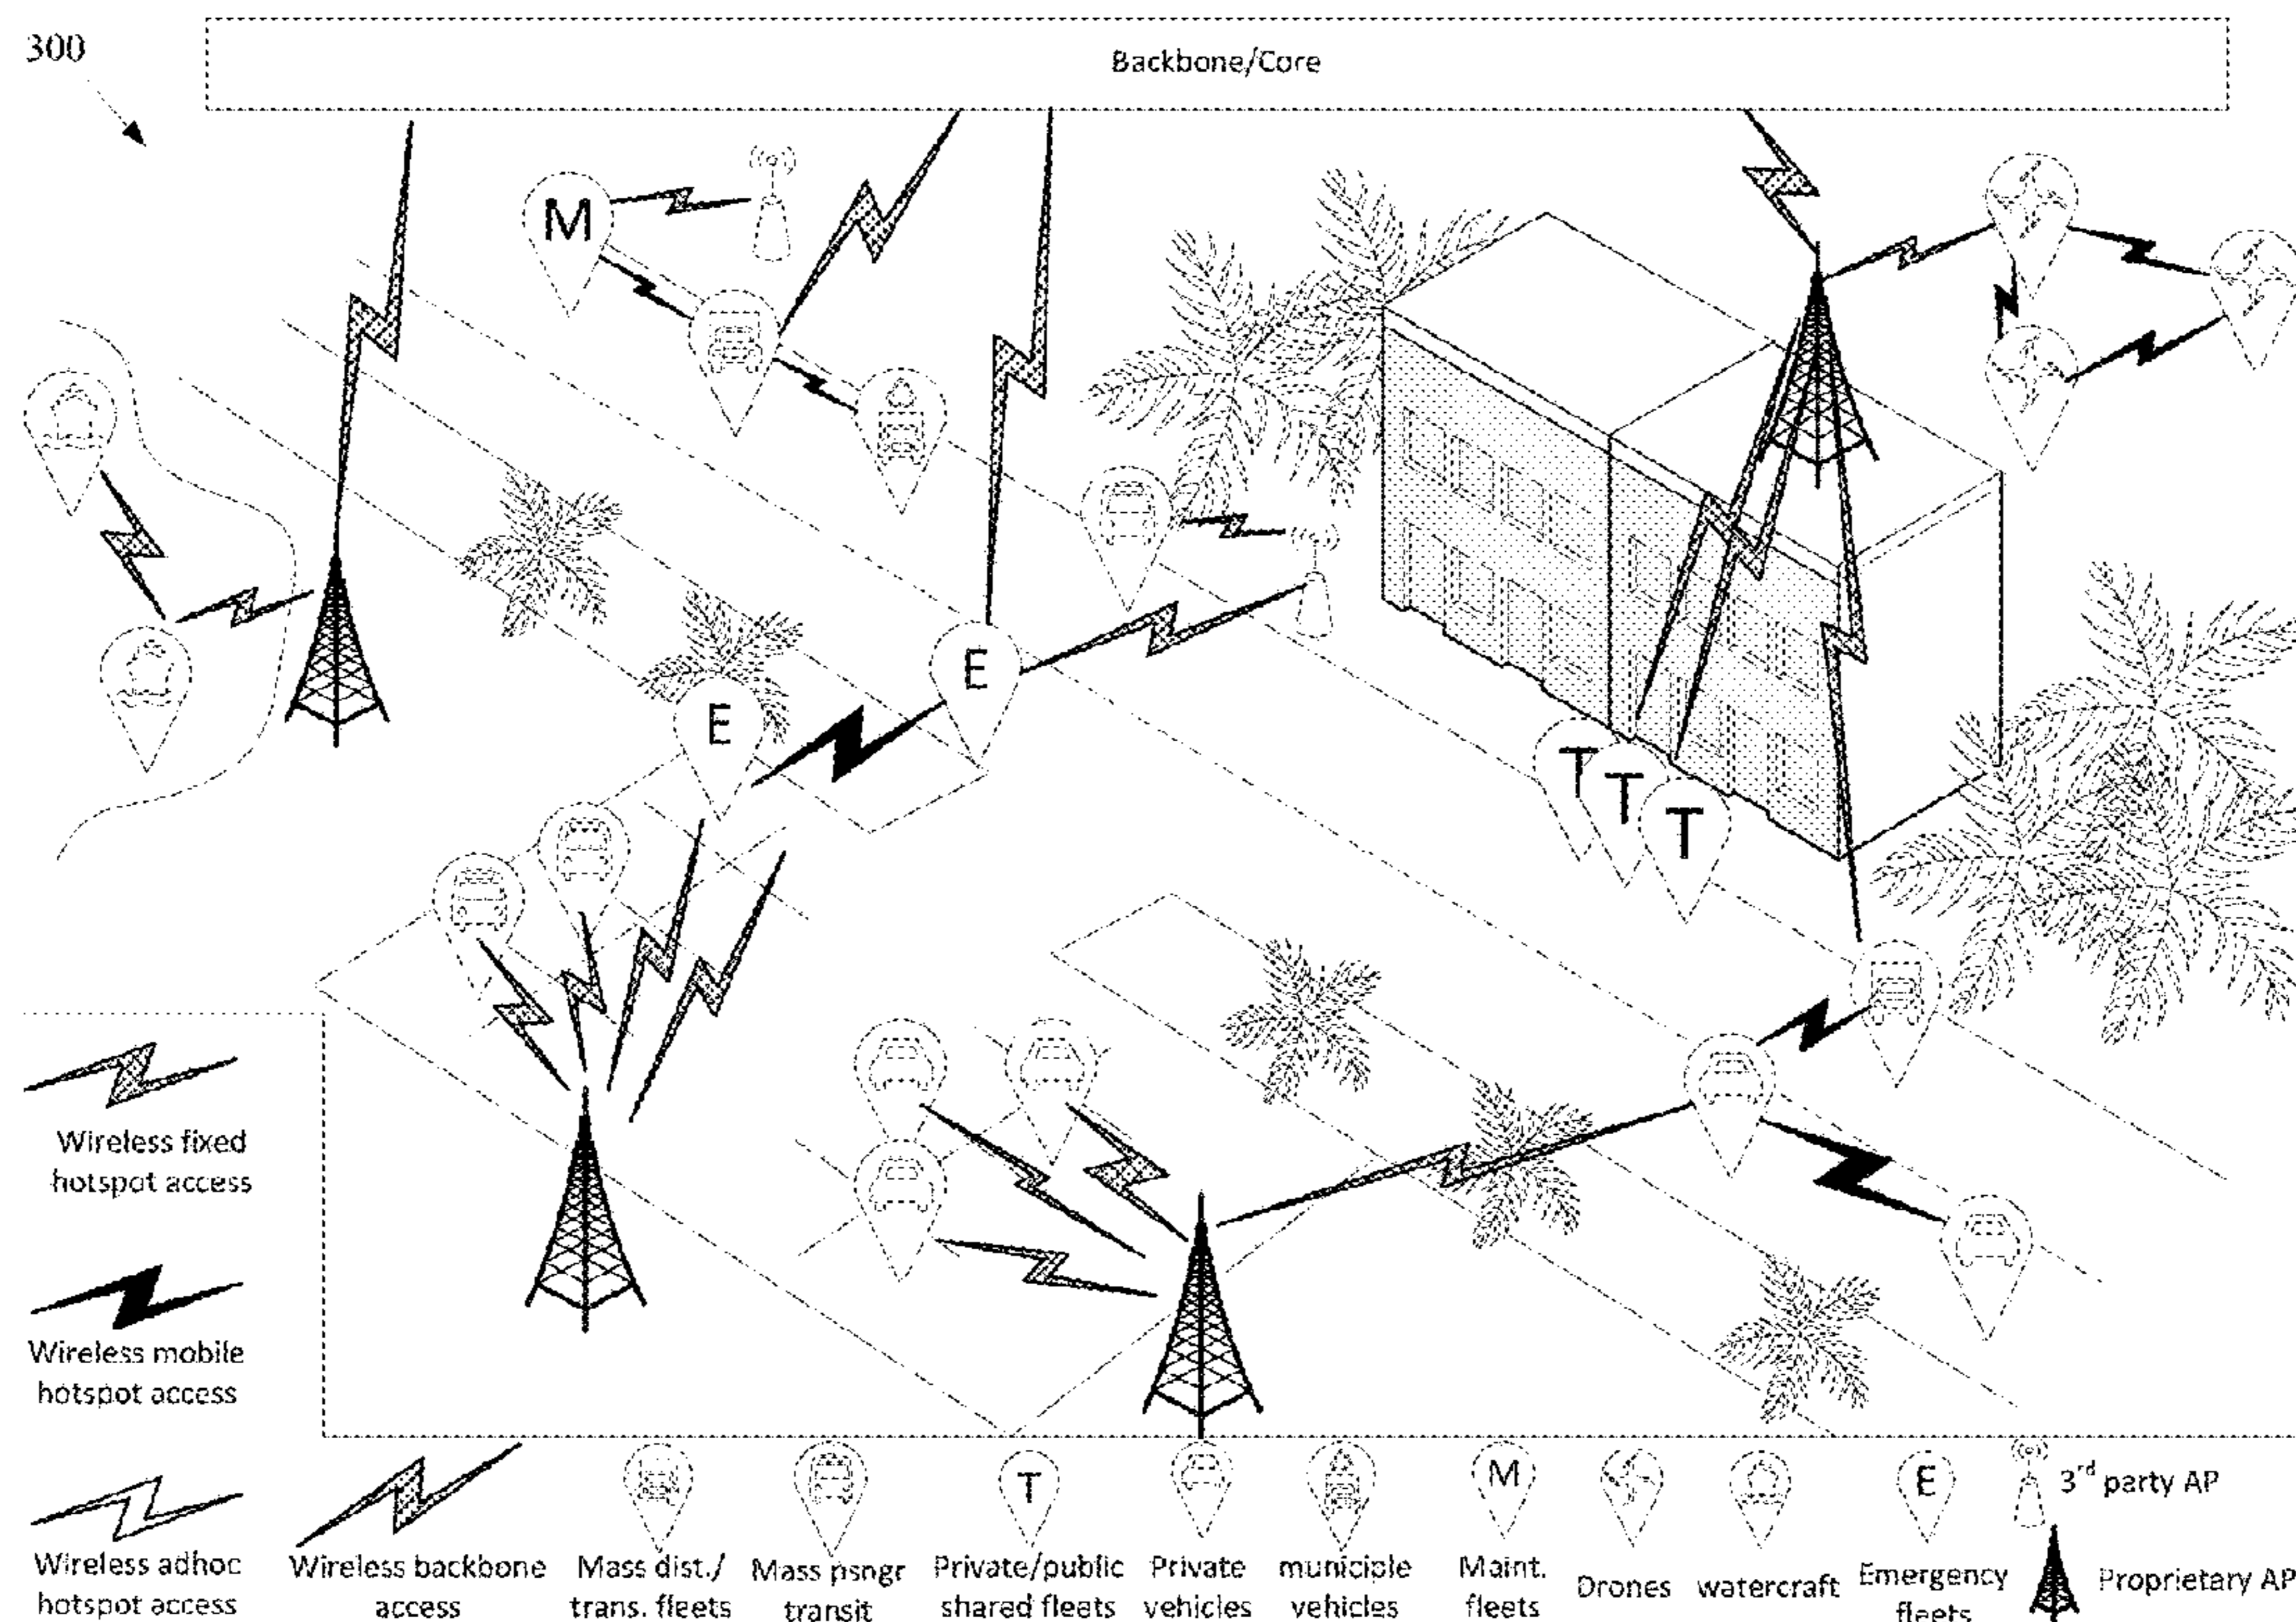 300
Backbone/Core
M
E
E
T
T
T
Wireless fixed
hotspot access
Wireless mobile
hotspot access
Wireless adhoc
hotspot access
Wireless backbone
access
Mass dist./
trans. fleets
Mass psngr
transit
T
Private/public
shared fleets
Private
vehicles
municiple
vehicles
M
Maint.
fleets
Drones
watercraft
E
Emergency
fleets
3rd party AP
Proprietary AP